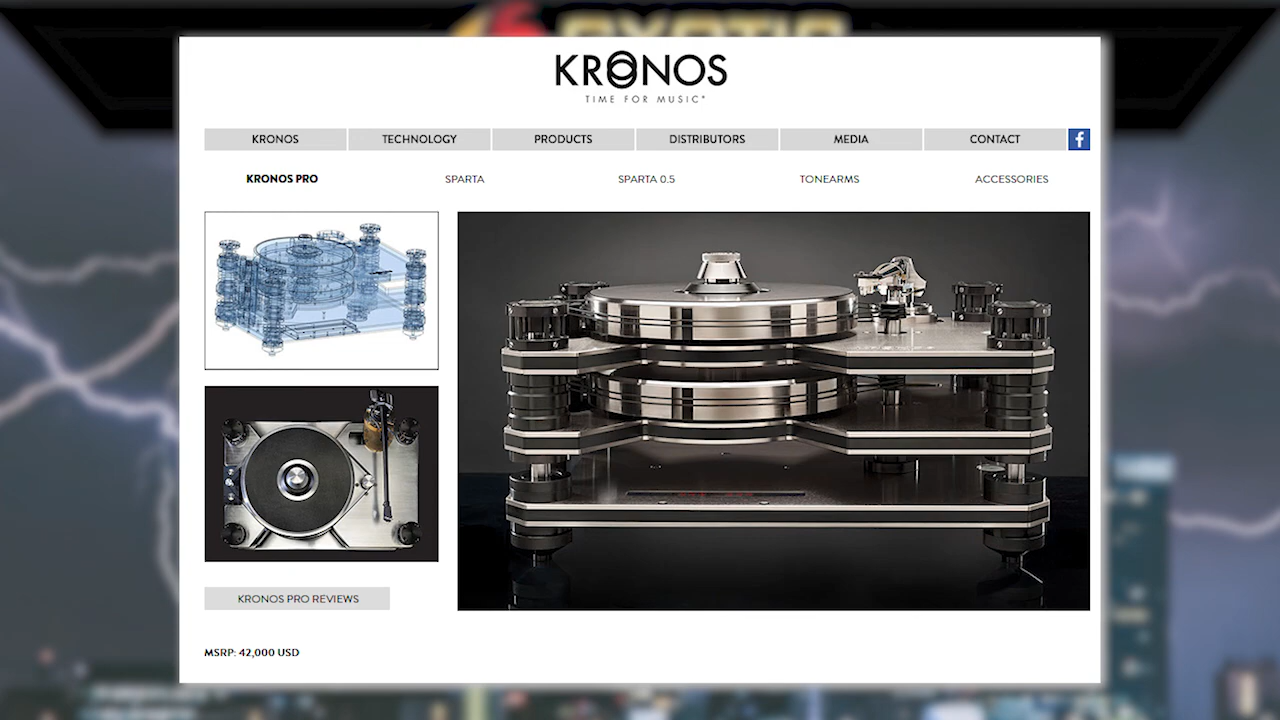 KRONOS
TIME FOR MUSIC*
KRONOS TECHNOLOGY PRODUCTS DISTRIBUTORS MEDIA CONTACT f
KRONOS PRO SPARTA SPARTA 0.5 TONEARMS ACCESSORIES
KRONOS PRO REVIEWS
MSRP: 42,000 USD